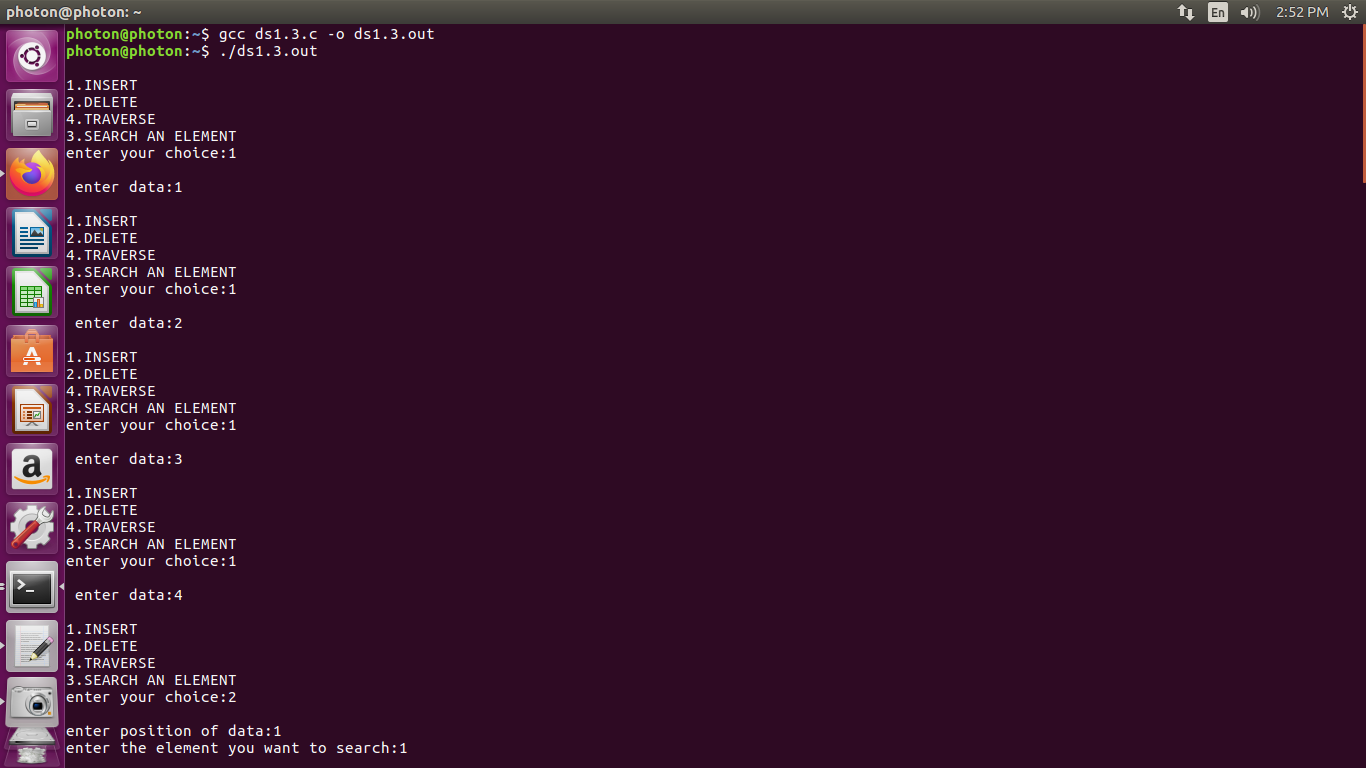 photon@photon: ~
En
2:52 PM
photon@photon:~$ gcc ds1.3.c -o ds1.3.out
photon@photon:~$ ./ds1.3.out
1.INSERT
2.DELETE
4.TRAVERSE
3.SEARCH AN ELEMENT
enter your choice:1
enter data:1
1.INSERT
2.DELETE
4.TRAVERSE
3.SEARCH AN ELEMENT
enter your choice:1
enter data:2
1.INSERT
2.DELETE
4.TRAVERSE
3.SEARCH AN ELEMENT
enter your choice:1
enter data:3
1.INSERT
2.DELETE
4.TRAVERSE
3.SEARCH AN ELEMENT
enter your choice:1
enter data:4
1.INSERT
2.DELETE
4.TRAVERSE
3.SEARCH AN ELEMENT
enter your choice:2
enter position of data:1
enter the element you want to search:1